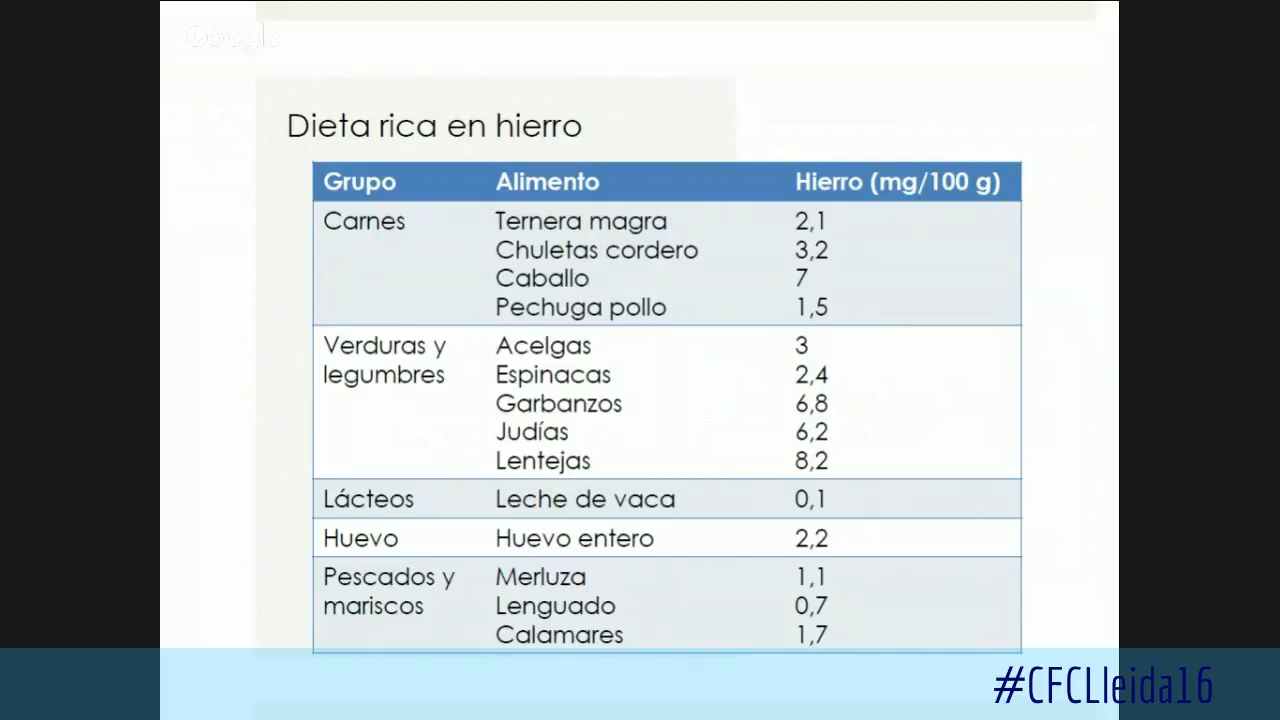 Google
Dieta rica en hierro
Grupo Alimento Hierro (mg/100 g)
Carnes Ternera magra 2,1
Chuletas cordero 3,2
Caballo 7
Pechuga pollo 1,5
Verduras y Acelgas 3
legumbres Espinacas 2,4
Garbanzos 6,8
Judías 6,2
Lentejas 8,2
Lácteos Leche de vaca 0,1
Huevo Huevo entero 2,2
Pescados y Merluza 1,1
mariscos Lenguado 0,7
Calamares 1,7
#CFCLleida16